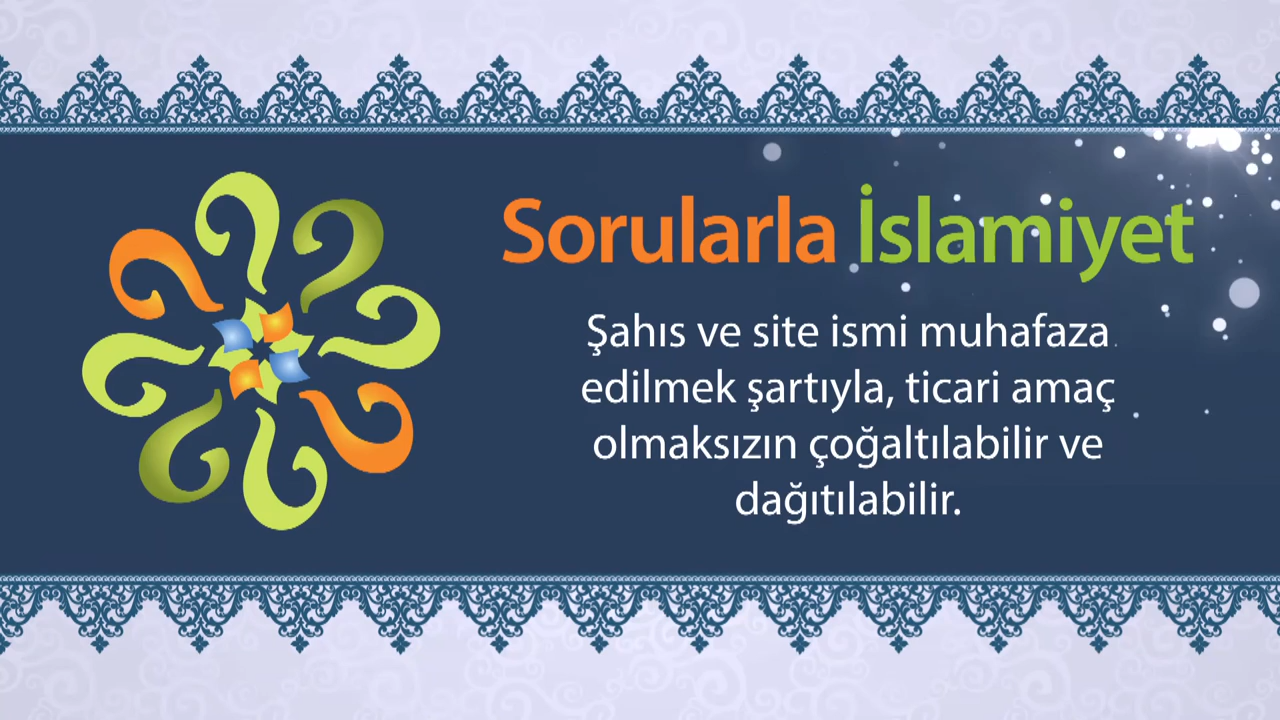 Sorularla İslamiyet
Şahıs ve site ismi muhafaza
edilmek şartıyla, ticari amaç
olmaksızın çoğaltılabilir ve
dağıtılabilir.